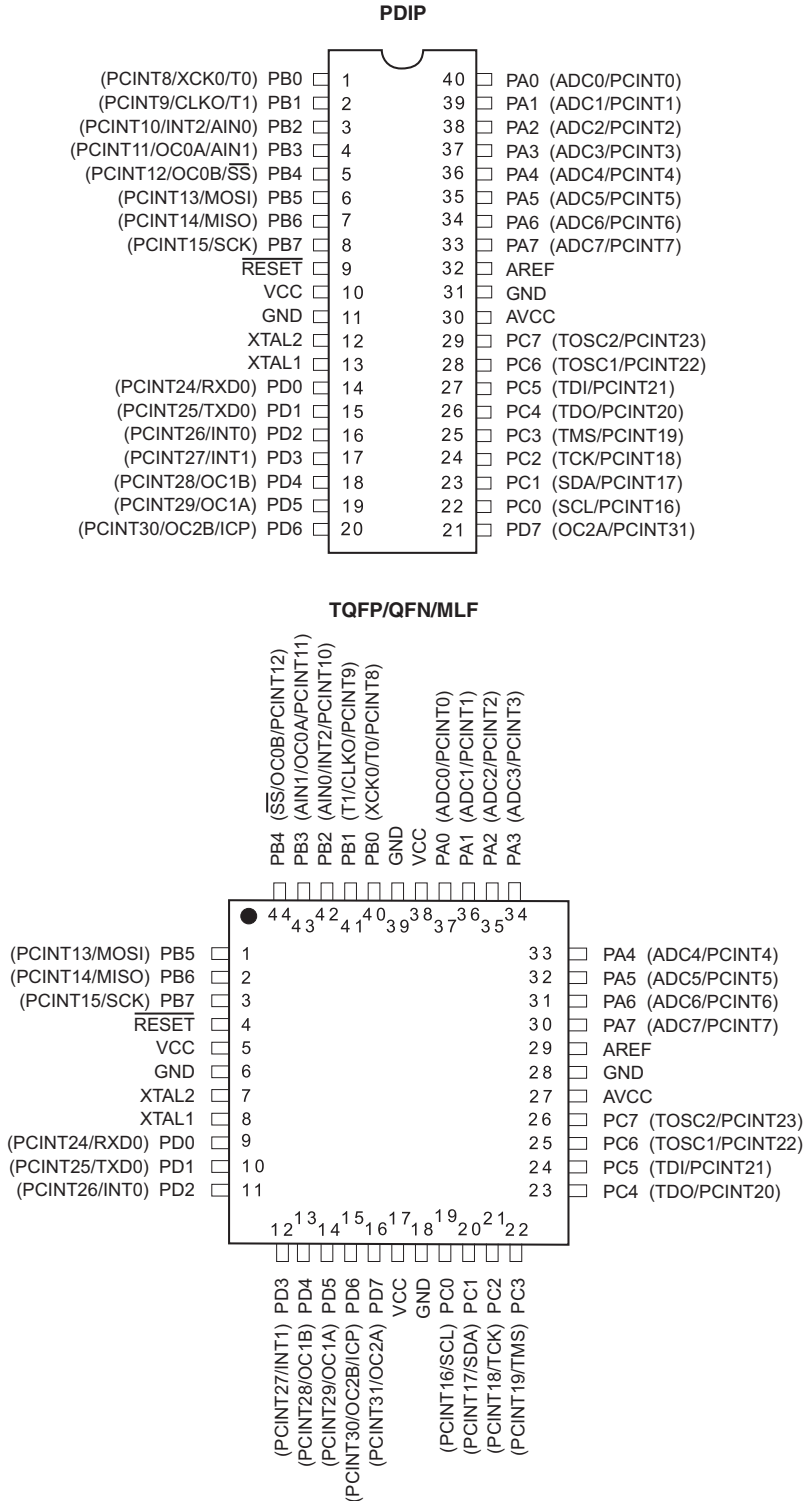 PDIP
(PCINT8/XCK0/T0) PB0 1 40 PA0 (ADC0/PCINT0)
(PCINT9/CLKO/T1) PB1 2 39 PA1 (ADC1/PCINT1)
(PCINT10/INT2/AIN0) PB2 3 38 PA2 (ADC2/PCINT2)
(PCINT11/OC0A/AIN1) PB3 4 37 PA3 (ADC3/PCINT3)
(PCINT12/OC0B/SS) PB4 5 36 PA4 (ADC4/PCINT4)
(PCINT13/MOSI) PB5 6 35 PA5 (ADC5/PCINT5)
(PCINT14/MISO) PB6 7 34 PA6 (ADC6/PCINT6)
(PCINT15/SCK) PB7 8 33 PA7 (ADC7/PCINT7)
RESET 9 32 AREF
VCC 10 31 GND
GND 11 30 AVCC
XTAL2 12 29 PC7 (TOSC2/PCINT23)
XTAL1 13 28 PC6 (TOSC1/PCINT22)
(PCINT24/RXD0) PD0 14 27 PC5 (TDI/PCINT21)
(PCINT25/TXD0) PD1 15 26 PC4 (TDO/PCINT20)
(PCINT26/INT0) PD2 16 25 PC3 (TMS/PCINT19)
(PCINT27/INT1) PD3 17 24 PC2 (TCK/PCINT18)
(PCINT28/OC1B) PD4 18 23 PC1 (SDA/PCINT17)
(PCINT29/OC1A) PD5 19 22 PC0 (SCL/PCINT16)
(PCINT30/OC2B/ICP) PD6 20 21 PD7 (OC2A/PCINT31)
TQFP/QFN/MLF
PB4 (SS/OC0B/PCINT12)
PB3 (AIN1/OC0A/PCINT11)
PB2 (AIN0/INT2/PCINT10)
PB1 (T1/CLKO/PCINT9)
PB0 (XCK0/T0/PCINT8)
GND
VCC
PA0 (ADC0/PCINT0)
PA1 (ADC1/PCINT1)
PA2 (ADC2/PCINT2)
PA3 (ADC3/PCINT3)
44 43 42 41 40 39 38 37 36 35 34
(PCINT13/MOSI) PB5 1 33 PA4 (ADC4/PCINT4)
(PCINT14/MISO) PB6 2 32 PA5 (ADC5/PCINT5)
(PCINT15/SCK) PB7 3 31 PA6 (ADC6/PCINT6)
RESET 4 30 PA7 (ADC7/PCINT7)
VCC 5 29 AREF
GND 6 28 GND
XTAL2 7 27 AVCC
XTAL1 8 26 PC7 (TOSC2/PCINT23)
(PCINT24/RXD0) PD0 9 25 PC6 (TOSC1/PCINT22)
(PCINT25/TXD0) PD1 10 24 PC5 (TDI/PCINT21)
(PCINT26/INT0) PD2 11 23 PC4 (TDO/PCINT20)
12 13 14 15 16 17 18 19 20 21 22
(PCINT27/INT1) PD3
(PCINT28/OC1B) PD4
(PCINT29/OC1A) PD5
(PCINT30/OC2B/ICP) PD6
(PCINT31/OC2A) PD7
VCC
GND
(PCINT16/SCL) PC0
(PCINT17/SDA) PC1
(PCINT18/TCK) PC2
(PCINT19/TMS) PC3